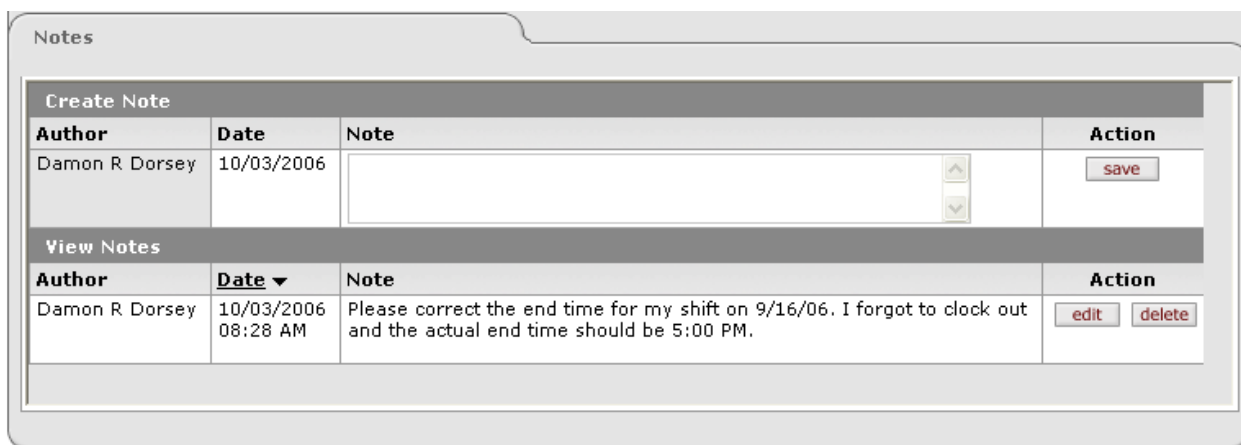 Notes
Create Note
Author Date Note Action
Damon R Dorsey 10/03/2006 save
View Notes
Author Date Note Action
Damon R Dorsey 10/03/2006 Please correct the end time for my shift on 9/16/06. I forgot to clock out edit delete
08:28 AM and the actual end time should be 5:00 PM.